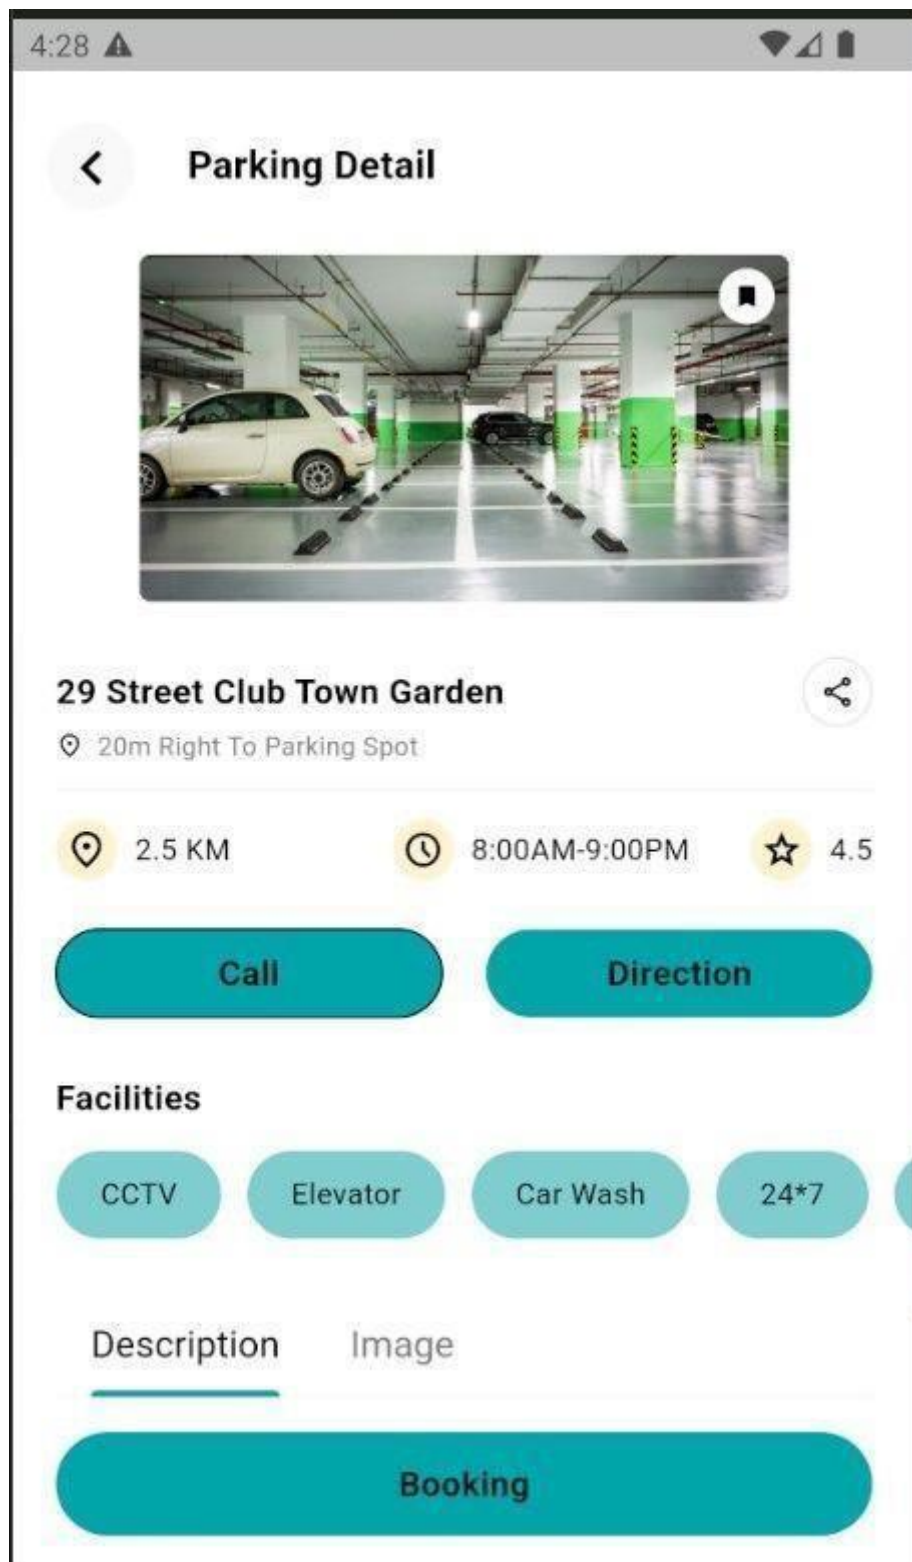 4:28
Parking Detail
29 Street Club Town Garden
20m Right To Parking Spot
2.5 KM 8:00AM-9:00PM 4.5
Call Direction
Facilities
CCTV Elevator Car Wash 24*7
Description Image
Booking